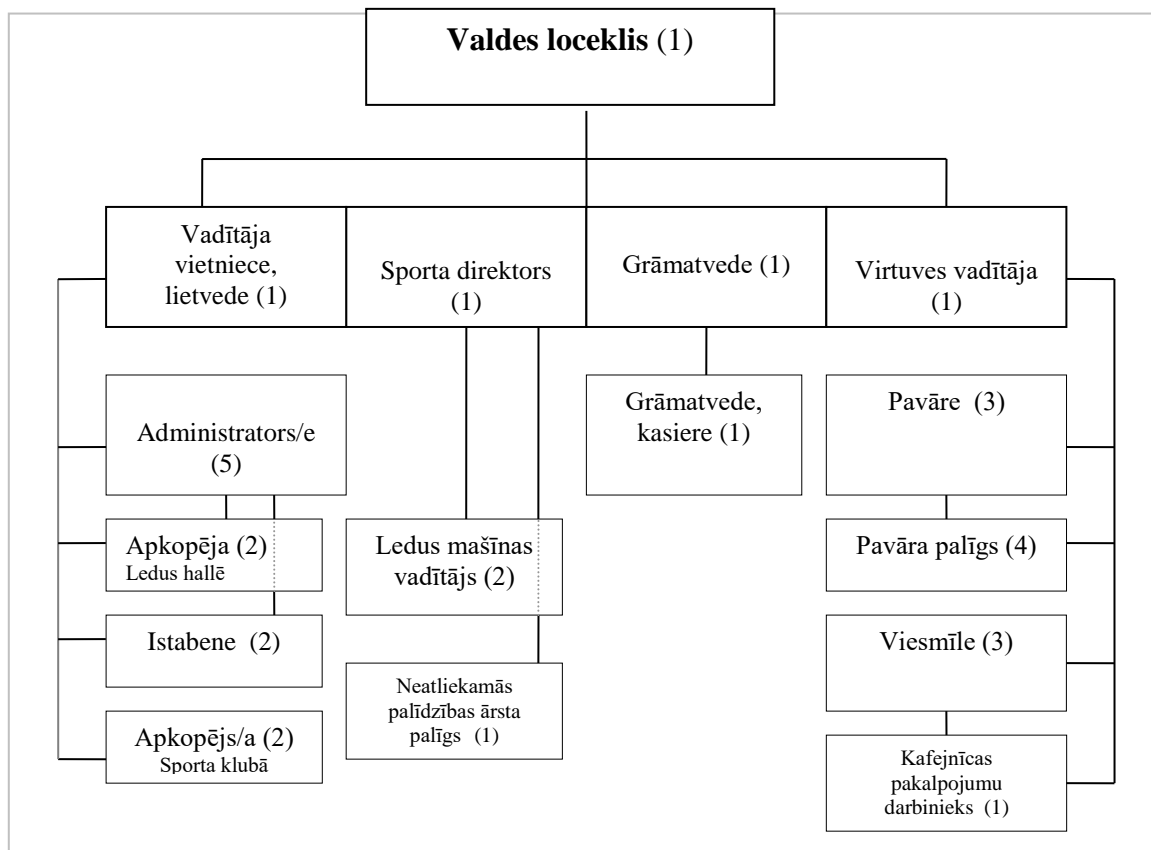 Valdes loceklis (1)
Vadītāja
vietniece,
lietvede (1)
Sporta direktors
(1)
Grāmatvede (1)
Virtuves vadītāja
(1)
Administrators/e
(5)
Grāmatvede,
kasiere (1)
Pavāre (3)
Apkopēja (2)
Ledus hallē
Ledus mašīnas
vadītājs (2)
Pavāra palīgs (4)
Istabene (2)
Viesmīle (3)
Neatliekamās
palīdzības ārsta
palīgs (1)
Apkopējs/a (2)
Sporta klubā
Kafejnīcas
pakalpojumu
darbinieks (1)